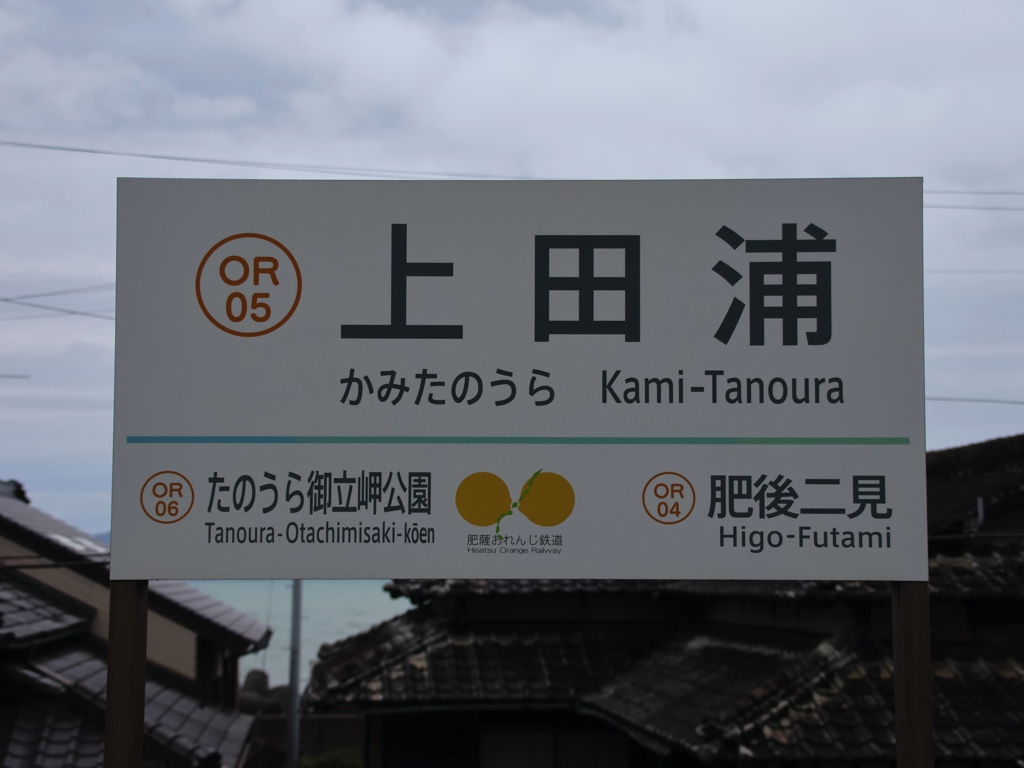 OR
05
上田浦
かみたのうら Kami-Tanoura
OR
06
たのうら御立岬公園
Tanoura-Otachimisaki-kōen
肥薩おれんじ鉄道
Hisatsu Orange Railway
OR
04
肥後二見
Higo-Futami